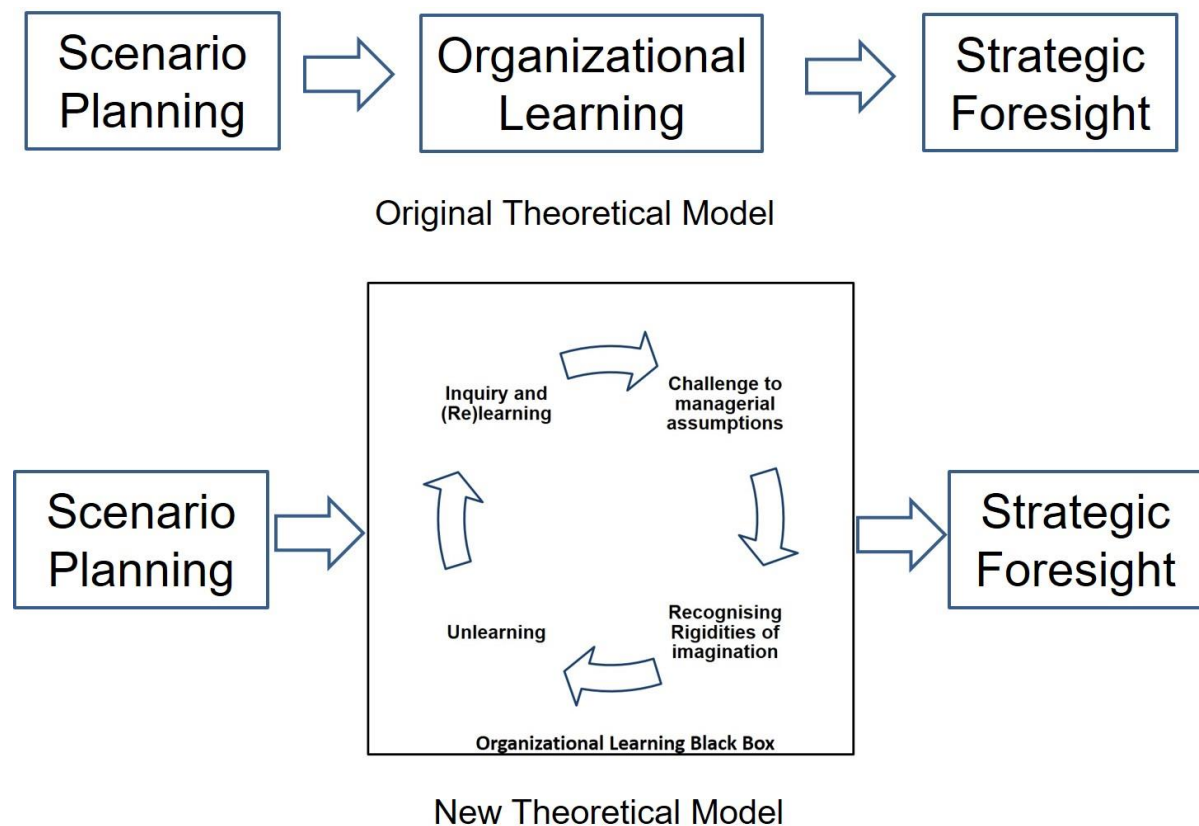 Scenario
Planning
Organizational
Learning
Strategic
Foresight
Original Theoretical Model
Inquiry and
(Re)learning
Challenge to
managerial
assumptions
Scenario
Planning
Strategic
Foresight
Unlearning
Recognising
Rigidities of
imagination
Organizational Learning Black Box
New Theoretical Model